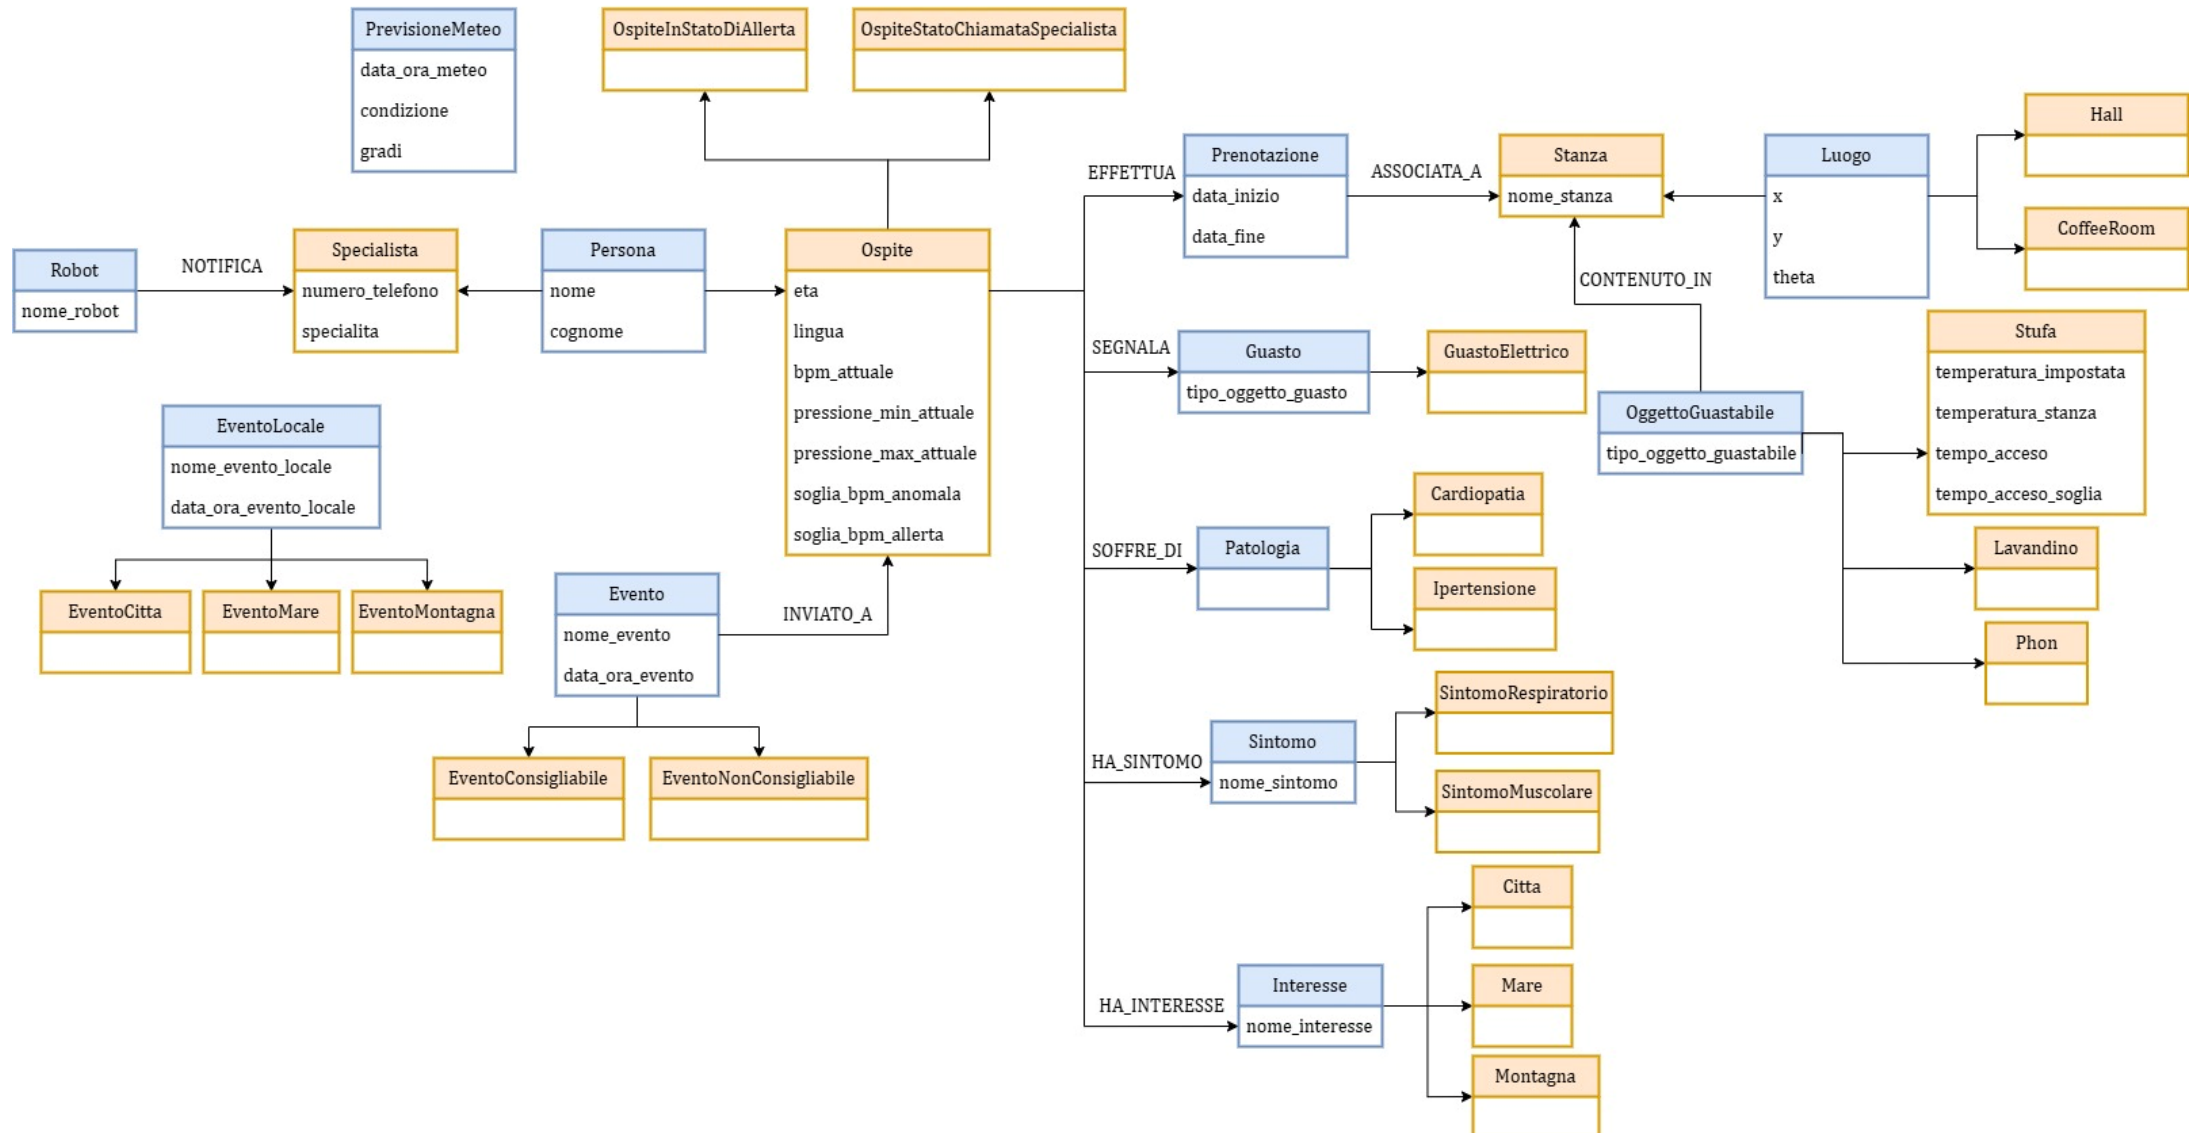 PrevisioneMeteo
data_ora_meteo
condizione
gradi
OspiteInStatoDiAllerta
OspiteStatoChiamataSpecialista
Robot
nome_robot
NOTIFICA
Specialista
numero_telefono
specialita
Persona
nome
cognome
Ospite
eta
lingua
bpm_attuale
pressione_min_attuale
pressione_max_attuale
soglia_bpm_anomala
soglia_bpm_allerta
EventoLocale
nome_evento_locale
data_ora_evento_locale
EventoCitta
EventoMare
EventoMontagna
Evento
nome_evento
data_ora_evento
INVIATO_A
EventoConsigliabile
EventoNonConsigliabile
EFFETTUA
Prenotazione
data_inizio
data_fine
ASSOCIATA_A
Stanza
nome_stanza
Luogo
x
y
theta
Hall
CoffeeRoom
CONTENUTO_IN
SEGNALA
Guasto
tipo_oggetto_guasto
GuastoElettrico
OggettoGuastabile
tipo_oggetto_guastabile
Stufa
temperatura_impostata
temperatura_stanza
tempo_acceso
tempo_acceso_soglia
Lavandino
Phon
SOFFRE_DI
Patologia
Cardiopatia
Ipertensione
HA_SINTOMO
Sintomo
nome_sintomo
SintomoRespiratorio
SintomoMuscolare
HA_INTERESSE
Interesse
nome_interesse
Citta
Mare
Montagna